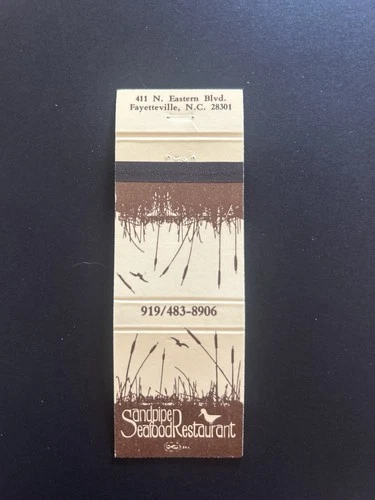 411 N. Eastern Blvd.
Fayetteville, N.C. 28301
919/483-8906
Sandpiper
Seafood Restaurant